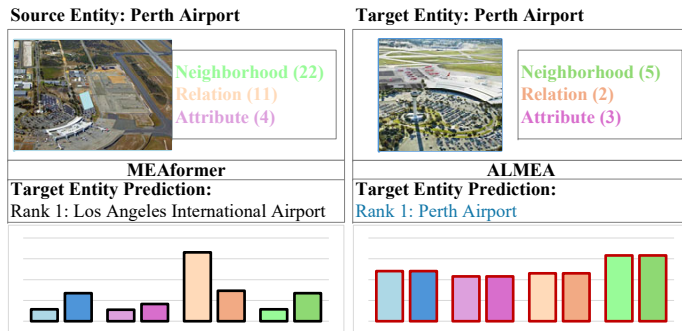 Source Entity: Perth Airport
Neighborhood (22)
Relation (11)
Attribute (4)
Target Entity: Perth Airport
Neighborhood (5)
Relation (2)
Attribute (3)
MEAformer
Target Entity Prediction:
Rank 1: Los Angeles International Airport
ALMEA
Target Entity Prediction:
Rank 1: Perth Airport